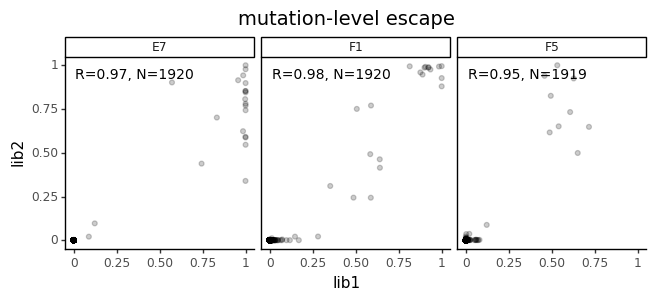 mutation-level escape
E7 F1 F5
R=0.97, N=1920 R=0.98, N=1920 R=0.95, N=1919
1
0.75
0.50
0.25
0
lib2
0 0.25 0.50 0.75 1 0 0.25 0.50 0.75 1 0 0.25 0.50 0.75 1
lib1